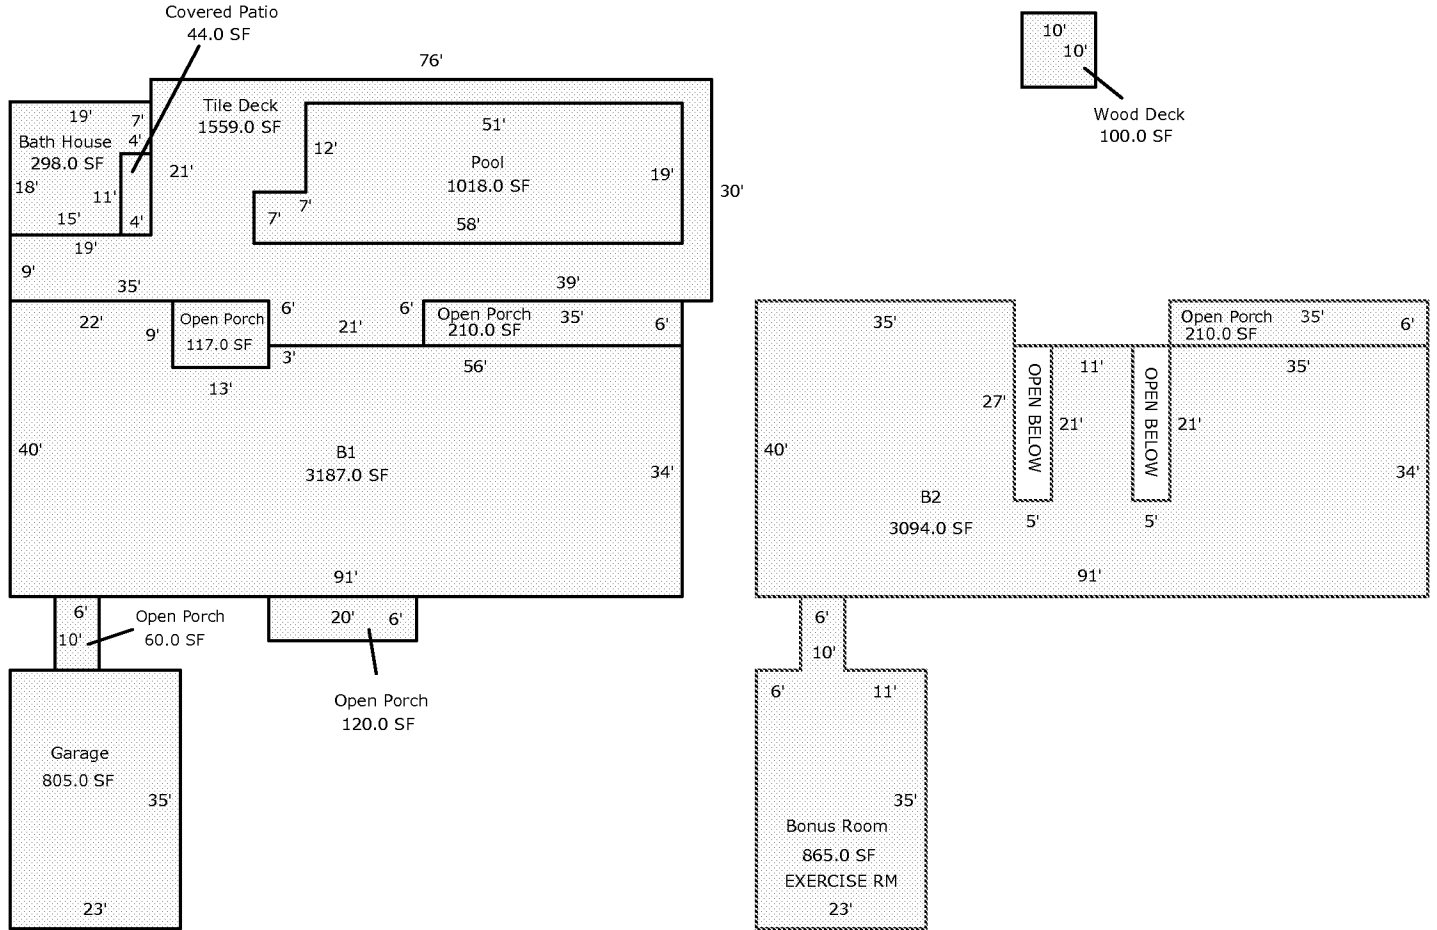 Covered Patio
44.0 SF
76'
10'
10'
Wood Deck
100.0 SF
19'
7'
Tile Deck
1559.0 SF
51'
4'
Bath House
298.0 SF
12'
Pool
1018.0 SF
21'
19'
18'
11'
30'
15'
4'
7'
7'
58'
19'
9'
35'
39'
22'
9'
Open Porch
117.0 SF
6'
21'
6'
Open Porch
210.0 SF
35'
6'
3'
56'
13'
40'
B1
3187.0 SF
34'
91'
6'
10'
Open Porch
60.0 SF
20'
6'
Open Porch
120.0 SF
Garage
805.0 SF
35'
23'
35'
Open Porch
210.0 SF
35'
6'
11'
35'
27'
OPEN BELOW
21'
OPEN BELOW
21'
40'
34'
B2
3094.0 SF
5'
5'
91'
6'
10'
6'
11'
35'
Bonus Room
865.0 SF
EXERCISE RM
23'